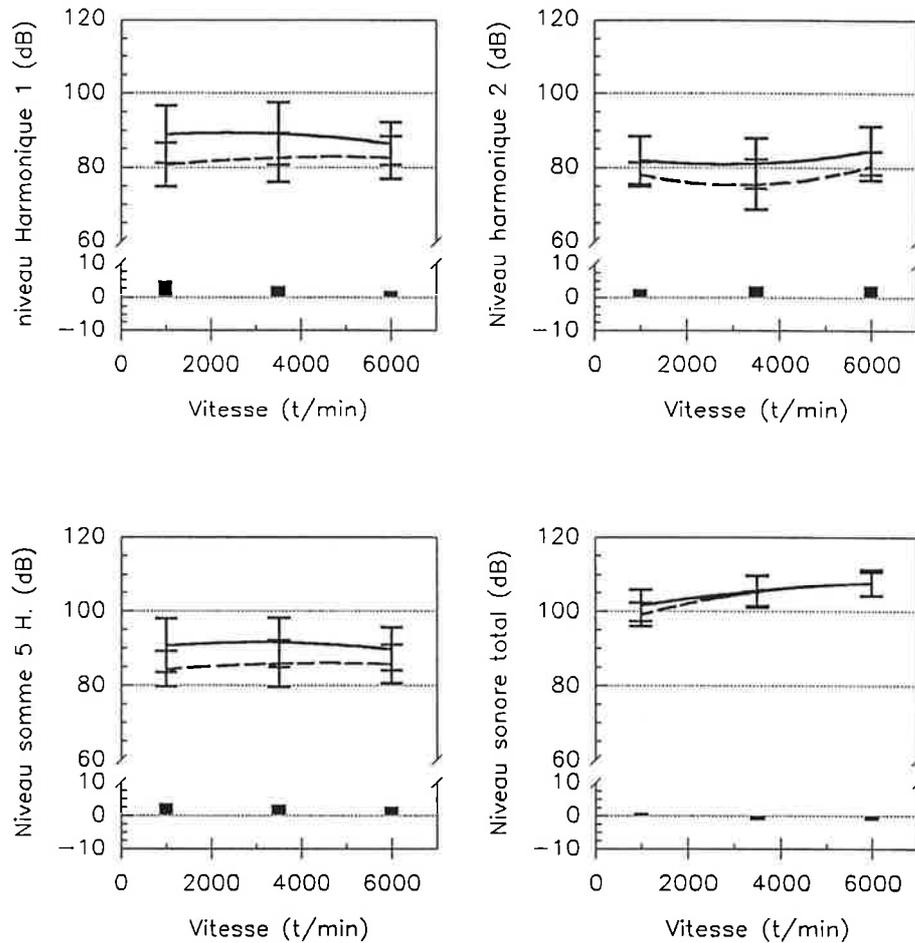 niveau Harmonique 1 (dB)
120
100
80
60
10
0
−10
0 2000 4000 6000
Vitesse (t/min)
Niveau harmonique 2 (dB)
120
100
80
60
10
0
−10
0 2000 4000 6000
Vitesse (t/min)
Niveau somme 5 H. (dB)
120
100
80
60
10
0
−10
0 2000 4000 6000
Vitesse (t/min)
Niveau sonore total (dB)
120
100
80
60
10
0
−10
0 2000 4000 6000
Vitesse (t/min)